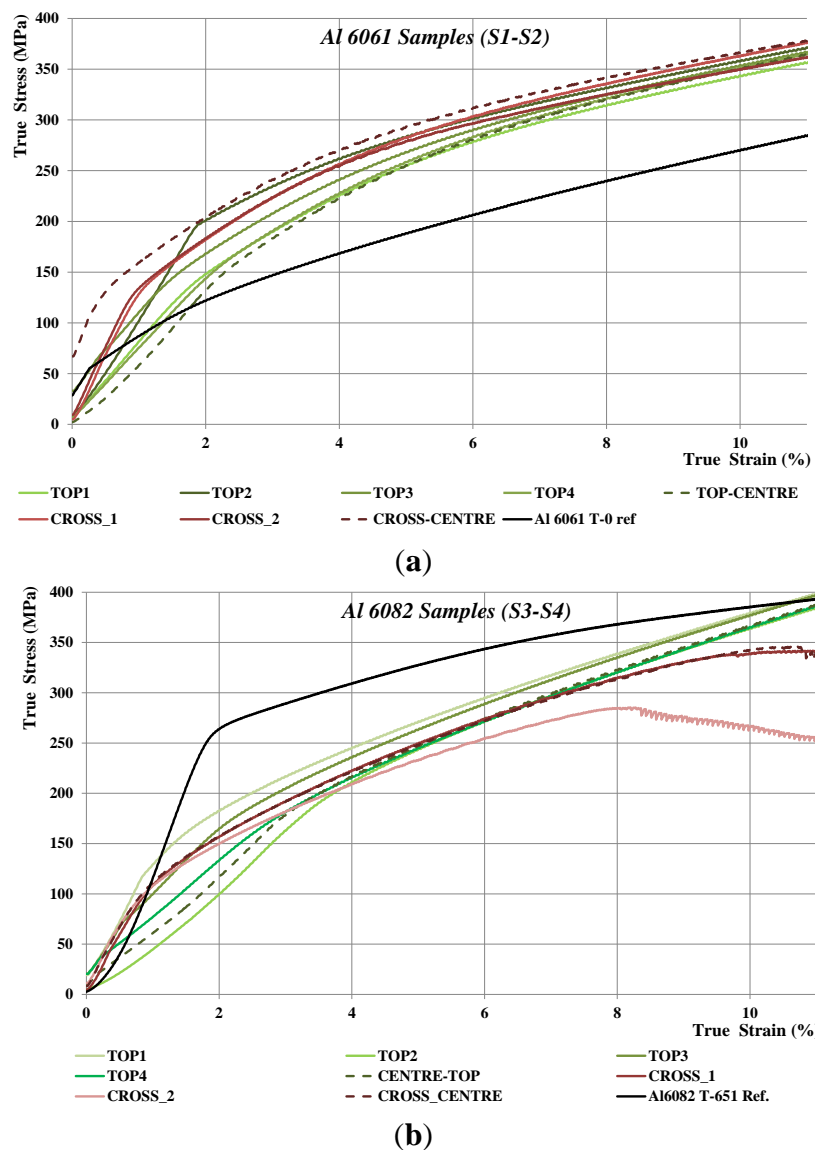 400
350
300
250
200
150
100
50
0
True Stress (MPa)
Al 6061 Samples (S1-S2)
0 2 4 6 8 10
True Strain (%)
TOP1 TOP2 TOP3 TOP4 TOP-CENTRE
CROSS_1 CROSS_2 CROSS-CENTRE Al 6061 T-0 ref
(a)
400
350
300
250
200
150
100
50
0
True Stress (MPa)
Al 6082 Samples (S3-S4)
0 2 4 6 8 10
True Strain (%
TOP1 TOP2 TOP3
TOP4 CENTRE-TOP CROSS_1
CROSS_2 CROSS_CENTRE Al6082 T-651 Ref.
(b)